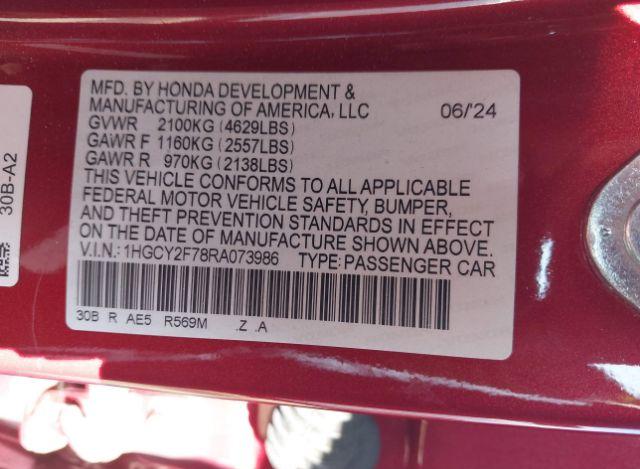 MFD. BY HONDA DEVELOPMENT &
MANUFACTURING OF AMERICA, LLC 06/'24
GVWR 2100KG (4629LBS)
GAWR F 1160KG (2557LBS)
GAWR R 970KG (2138LBS)
THIS VEHICLE CONFORMS TO ALL APPLICABLE
FEDERAL MOTOR VEHICLE SAFETY, BUMPER,
AND THEFT PREVENTION STANDARDS IN EFFECT
ON THE DATE OF MANUFACTURE SHOWN ABOVE.
V.I.N.: 1HGCY2F78RA073986 TYPE: PASSENGER CAR
30B R AE5 R569M .Z .A
30B-A2